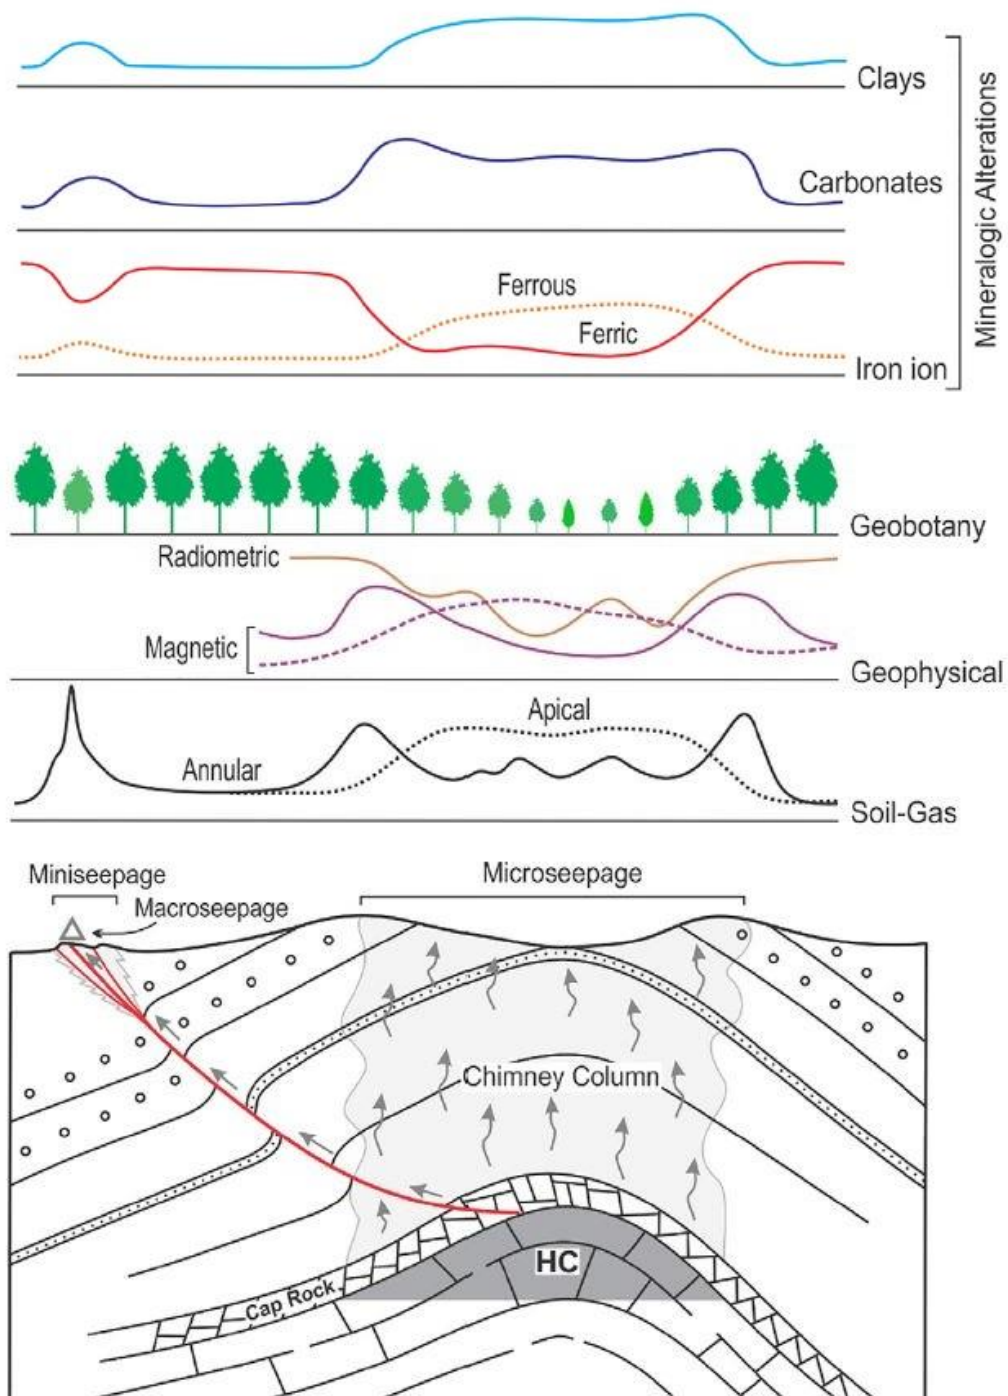 Clays
Carbonates
Mineralogic Alterations
Ferrous
Ferric
Iron ion
Geobotany
Radiometric
Magnetic
Geophysical
Apical
Annular
Soil-Gas
Miniseepage
Microseepage
Macroseepage
Chimney Column
HC
Cap Rock